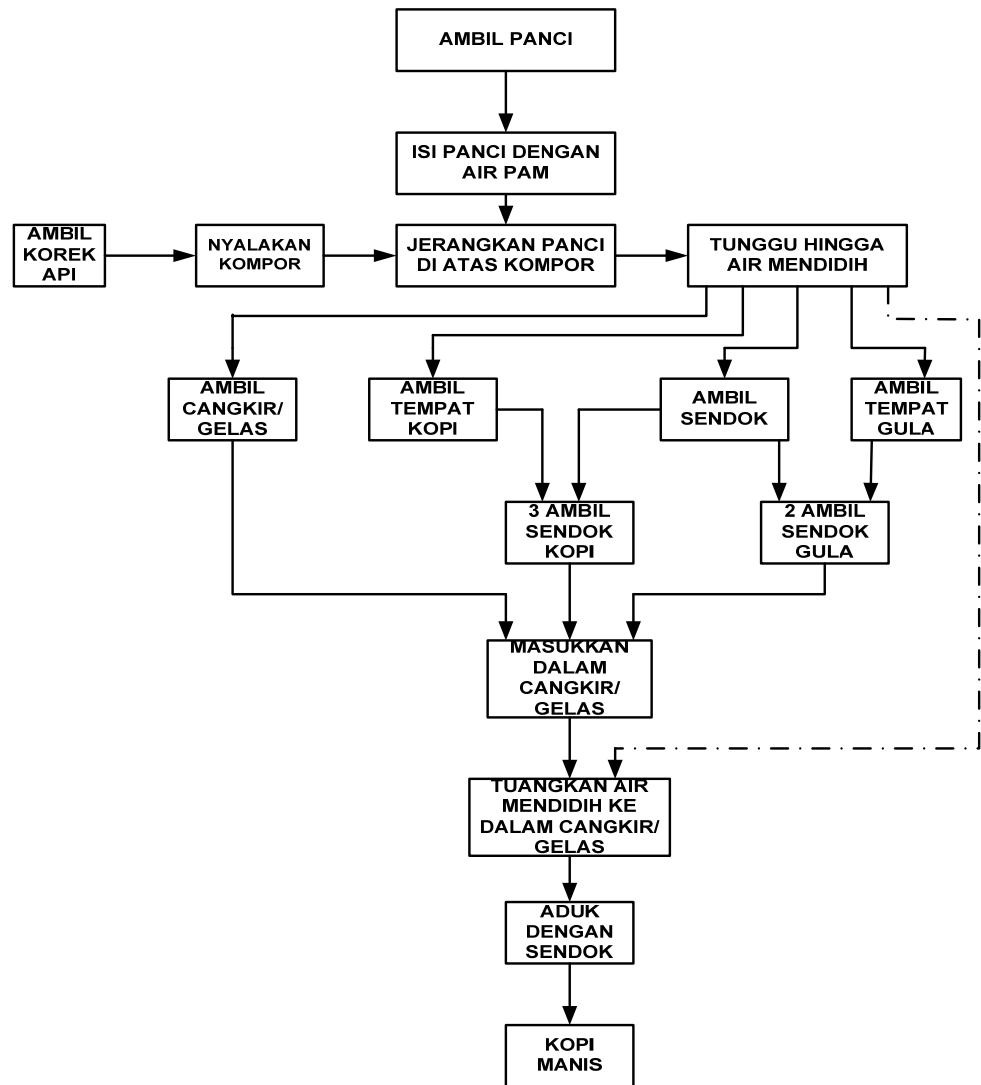 AMBIL PANCI
ISI PANCI DENGAN
AIR PAM
AMBIL
KOREK
API
NYALAKAN
KOMPOR
JERANGKAN PANCI
DI ATAS KOMPOR
TUNGGU HINGGA
AIR MENDIDIH
AMBIL
CANGKIR/
GELAS
AMBIL
TEMPAT
KOPI
AMBIL
SENDOK
AMBIL
TEMPAT
GULA
3 AMBIL
SENDOK
KOPI
2 AMBIL
SENDOK
GULA
MASUKKAN
DALAM
CANGKIR/
GELAS
TUANGKAN AIR
MENDIDIH KE
DALAM CANGKIR/
GELAS
ADUK
DENGAN
SENDOK
KOPI
MANIS